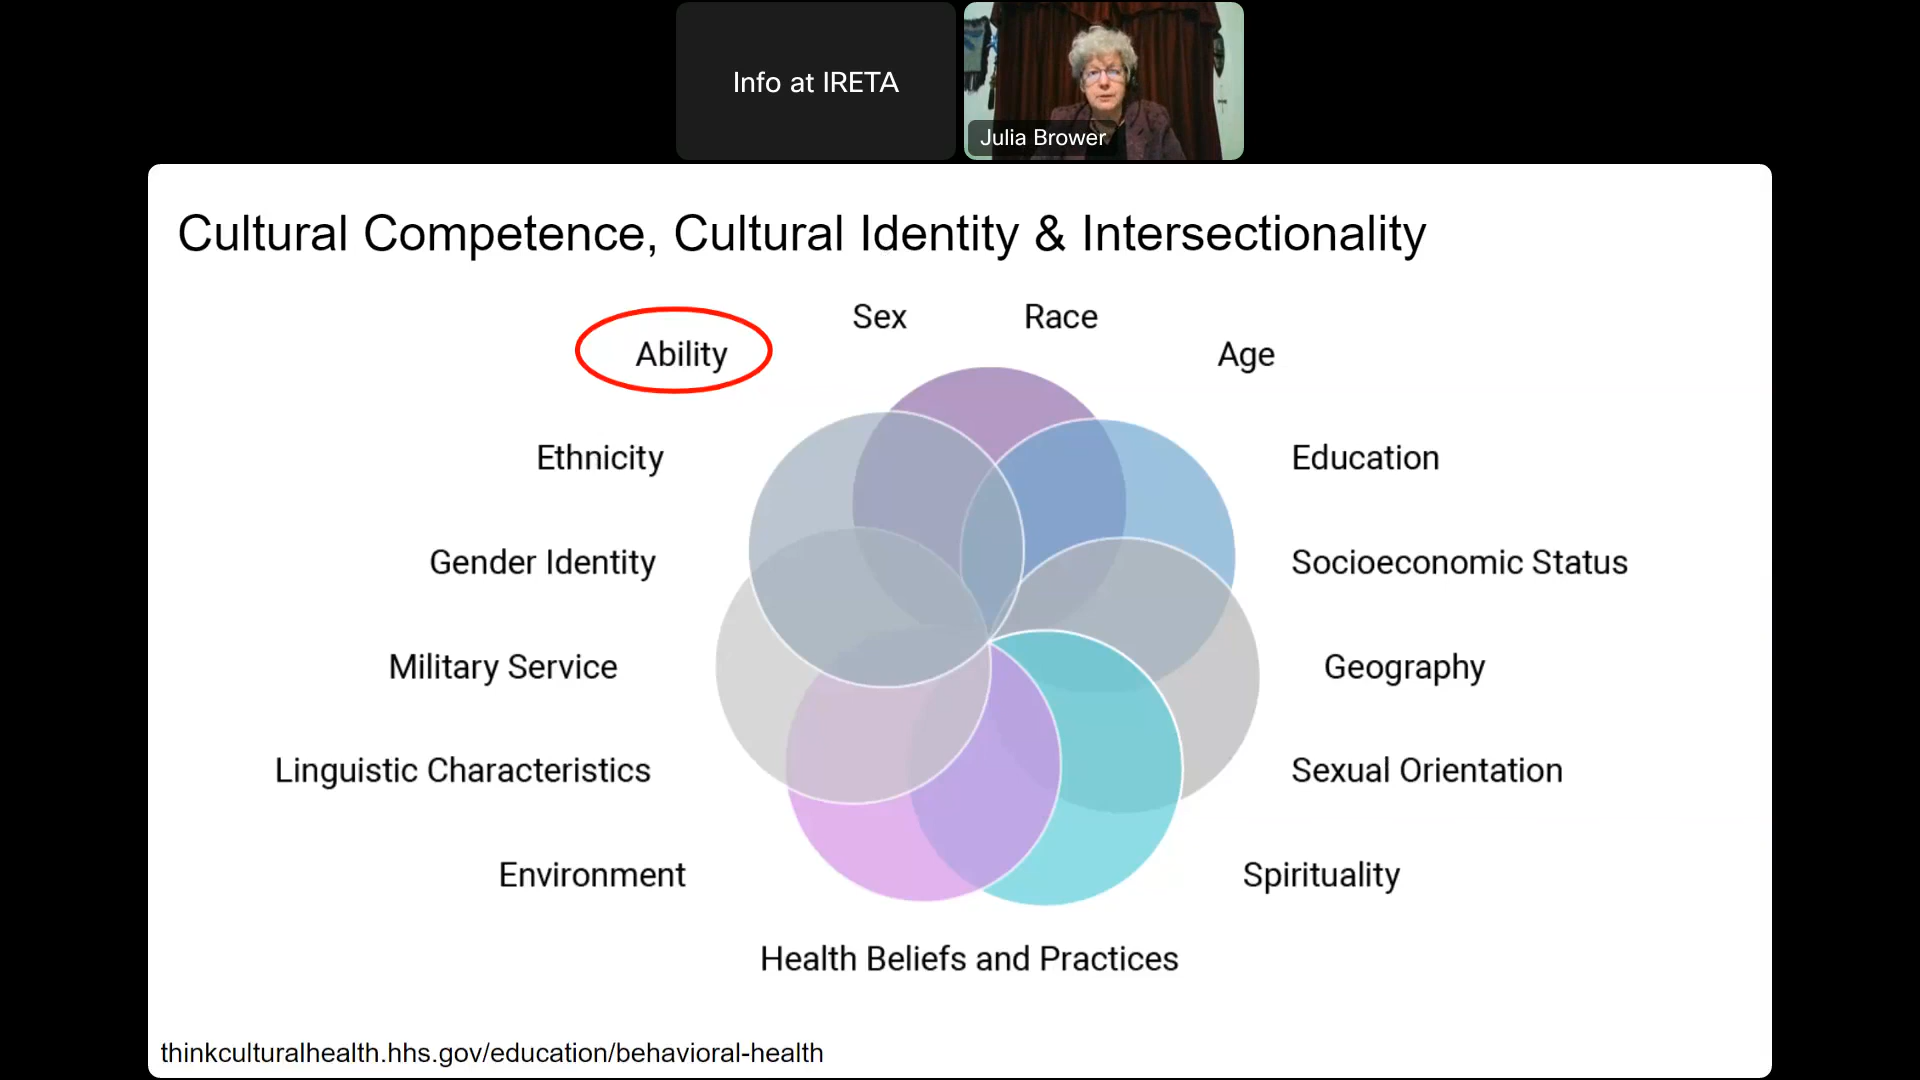 Info at IRETA
Julia Brower
Cultural Competence, Cultural Identity & Intersectionality
Sex
Race
Ability
Age
Ethnicity
Education
Gender Identity
Socioeconomic Status
Military Service
Geography
Linguistic Characteristics
Sexual Orientation
Environment
Spirituality
Health Beliefs and Practices
thinkculturalhealth.hhs.gov/education/behavioral-health